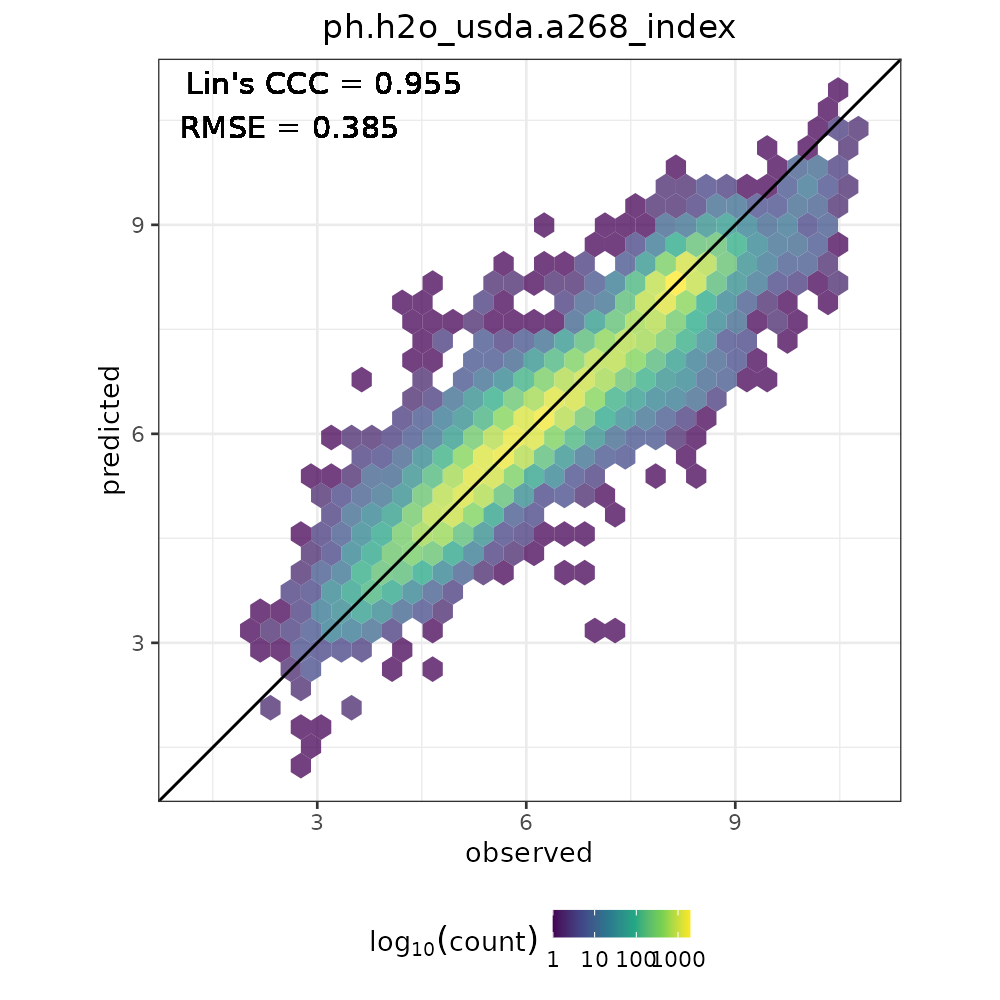 ph.h2o_usda.a268_index
Lin's CCC = 0.955
RMSE = 0.385
9
6
3
predicted
3 6 9
observed
log10(count)
1 10 100 1000